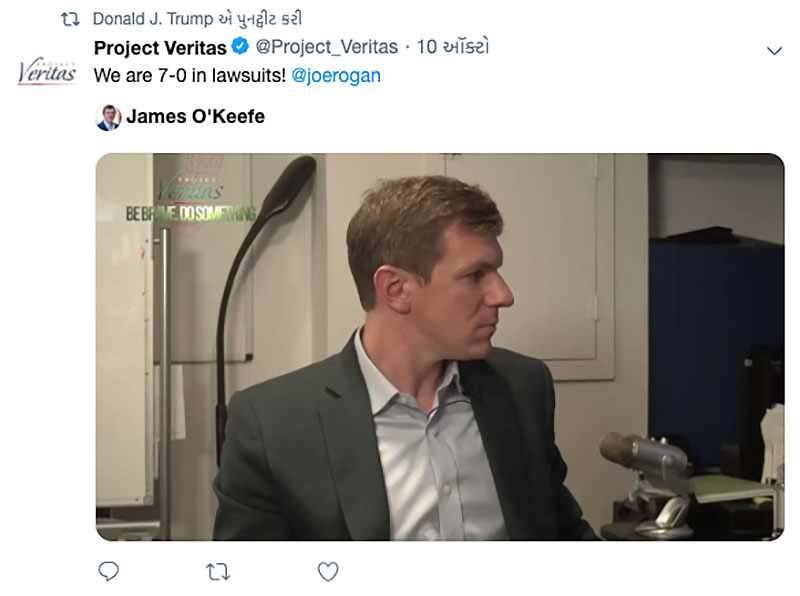 Donald J. Trump એ પુનટ્વીટ કરી
Project Veritas @Project_Veritas · 10 ઑક્ટો
PROJECT
Veritas
We are 7-0 in lawsuits! @joerogan
James O'Keefe
PROJECT
Veritas
BE BRAVE. DO SOMETHING